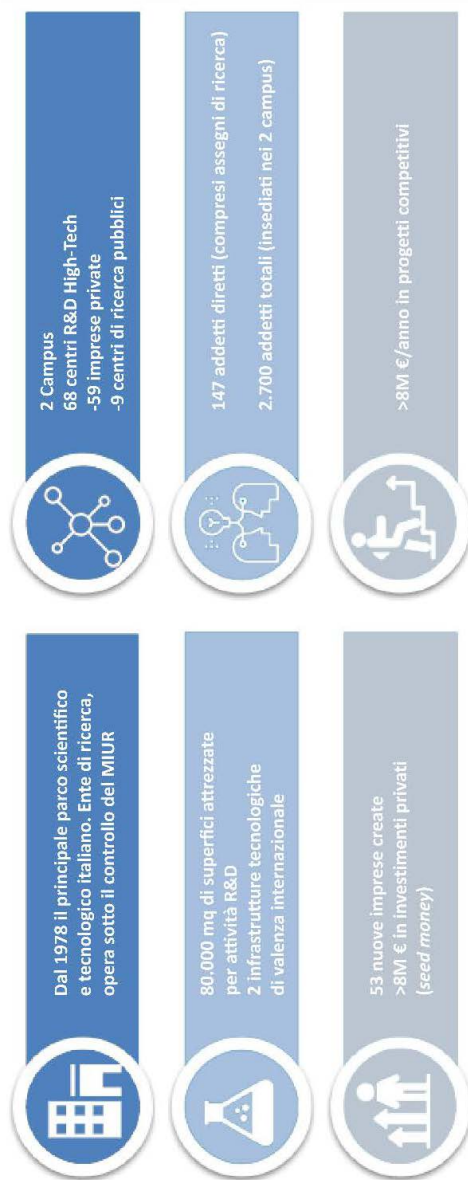 Dal 1978 il principale parco scientifico
e tecnologico italiano. Ente di ricerca,
opera sotto il controllo del MIUR
2 Campus
68 centri R&D High-Tech
-59 imprese private
-9 centri di ricerca pubblici
80.000 mq di superfici attrezzate
per attività R&D
2 infrastrutture tecnologiche
di valenza internazionale
147 addetti diretti (compresi assegni di ricerca)
2.700 addetti totali (insediati nei 2 campus)
53 nuove imprese create
>8M € in investimenti privati
(seed money)
>8M €/anno in progetti competitivi